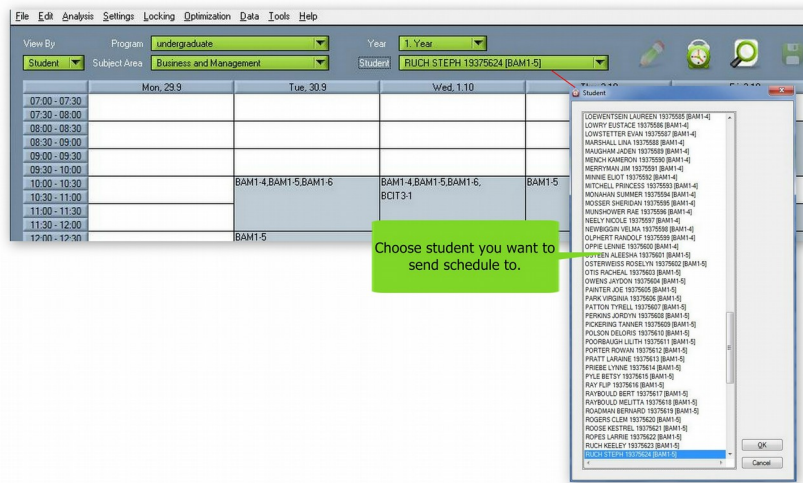 File Edit Analysis Settings Locking Optimization Data Tools Help
View By Program undergraduate Year 1. Year
Student Subject Area Business and Management Student RUCH STEPH 19375624 [BAM1-5]
Mon, 29.9 Tue, 30.9 Wed, 1.10
Student
07:00 - 07:30
07:30 - 08:00
08:00 - 08:30
08:30 - 09:00
09:00 - 09:30
09:30 - 10:00
10:00 - 10:30 BAM1-4,BAM1-5,BAM1-6 BAM1-4,BAM1-5,BAM1-6, BAM1-5
10:30 - 11:00 BCIT3-1
11:00 - 11:30
11:30 - 12:00
12:00 - 12:30 BAM1-5
Choose student you want to
send schedule to.
LOEWENTSEIN LAUREEN 19375585 [BAM1-4]
LOWRY EUSTACE 19375586 [BAM1-4]
LOWSTETTER EVAN 19375587 [BAM1-4]
MARSHALL LINA 19375588 [BAM1-4]
MAUGHAM JADEN 19375589 [BAM1-4]
MENCH KAMERON 19375590 [BAM1-4]
MERRYMAN JIM 19375591 [BAM1-4]
MINNIE ELIOT 19375592 [BAM1-4]
MITCHELL PRINCESS 19375593 [BAM1-4]
MONAHAN SUMMER 19375594 [BAM1-4]
MOSSER SHERIDAN 19375595 [BAM1-4]
MUNSHOWER RAE 19375596 [BAM1-4]
NEELY NICOLE 19375597 [BAM1-4]
NEWBIGGIN VELMA 19375598 [BAM1-4]
OLPHERT RANDOLF 19375599 [BAM1-4]
OPPIE LENNIE 19375600 [BAM1-4]
ALEESHA 19375601 [BAM1-5]
OSTERWEISS ROSELYN 19375602 [BAM1-5]
OTIS RACHEAL 19375603 [BAM1-5]
OWENS JAYDON 19375604 [BAM1-5]
PAINTER JOE 19375605 [BAM1-5]
PARK VIRGINIA 19375606 [BAM1-5]
PATTON TYRELL 19375607 [BAM1-5]
PERKINS JORDYN 19375608 [BAM1-5]
PICKERING TANNER 19375609 [BAM1-5]
POLSON DELORIS 19375610 [BAM1-5]
POORBAUGH LILITH 19375611 [BAM1-5]
PORTER ROWAN 19375612 [BAM1-5]
PRATT LARAINE 19375613 [BAM1-5]
PRIEBE LYNNE 19375614 [BAM1-5]
PYLE BETSY 19375615 [BAM1-5]
RAY FLIP 19375616 [BAM1-5]
RAYBOULD BERT 19375617 [BAM1-5]
RAYBOULD MELITTA 19375618 [BAM1-5]
ROADMAN BERNARD 19375619 [BAM1-5]
ROGERS CLEM 19375620 [BAM1-5]
ROOSE KESTREL 19375621 [BAM1-5]
ROPES LARRIE 19375622 [BAM1-5]
RUCH KEELEY 19375623 [BAM1-5]
RUCH STEPH 19375624 [BAM1-5]
OK
Cancel